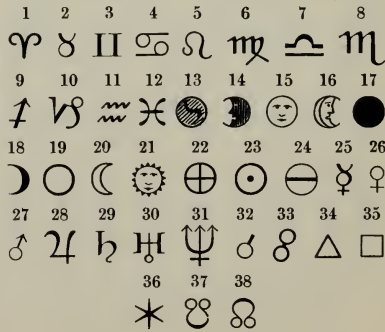 1 2 3 4 5 6 7 8
♈ ♉ ♊ ♋ ♌ ♍ ♎ ♏
9 10 11 12 13 14 15 16 17
♐ ♑ ♒ ♓
18 19 20 21 22 23 24 25 26
☽ ○ ☾ ⊕ ☉ ⊖ ☿ ♀
27 28 29 30 31 32 33 34 35
♂ ♃ ♄ ♅ ♆ ☌ ☍ △ □
36 37 38
⚹ ☋ ☊